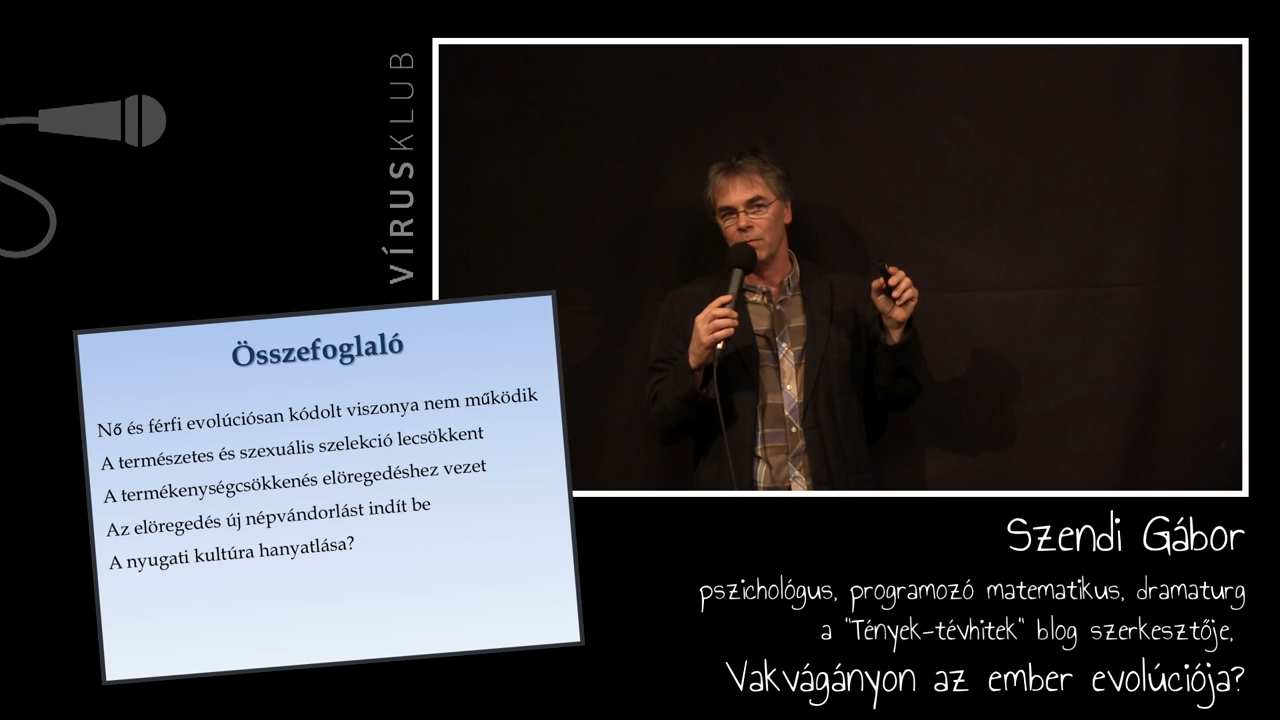 VÍRUSKLUB
Összefoglaló
Nő és férfi evolúciósan kódolt viszonya nem működik
A természetes és szexuális szelekció lecsökkent
A termékenységcsökkenés elöregedéshez vezet
Az elöregedés új népvándorlást indít be
A nyugati kultúra hanyatlása?
Szendi Gábor
pszichológus, programozó matematikus, dramaturg
a "Tények-tévhitek" blog szerkesztője,
Vakvágányon az ember evolúciója?